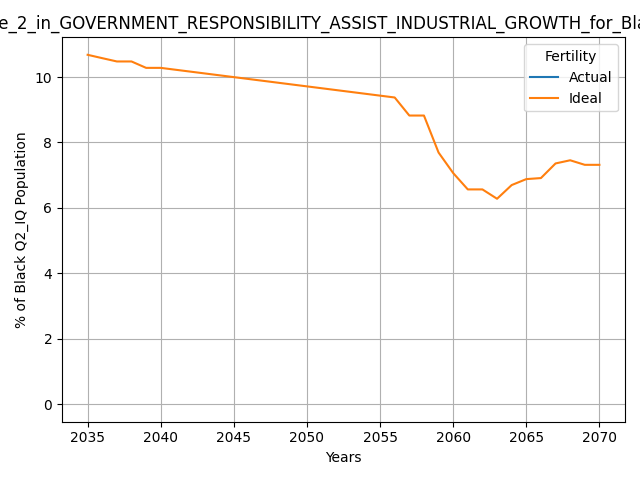 e_2_in_GOVERNMENT_RESPONSIBILITY_ASSIST_INDUSTRIAL_GROWTH_for_Bla
Fertility
Actual
Ideal
% of Black Q2_IQ Population
10
8
6
4
2
0
2035 2040 2045 2050 2055 2060 2065 2070
Years